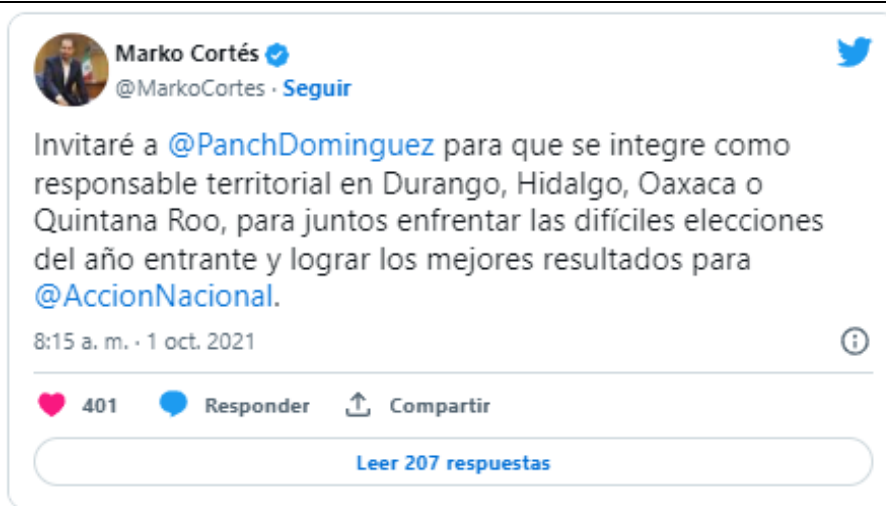 Marko Cortés
@MarkoCortes · Seguir
Invitaré a @PanchDominguez para que se integre como
responsable territorial en Durango, Hidalgo, Oaxaca o
Quintana Roo, para juntos enfrentar las difíciles elecciones
del año entrante y lograr los mejores resultados para
@AccionNacional.
8:15 a. m. · 1 oct. 2021
401 Responder Compartir
Leer 207 respuestas